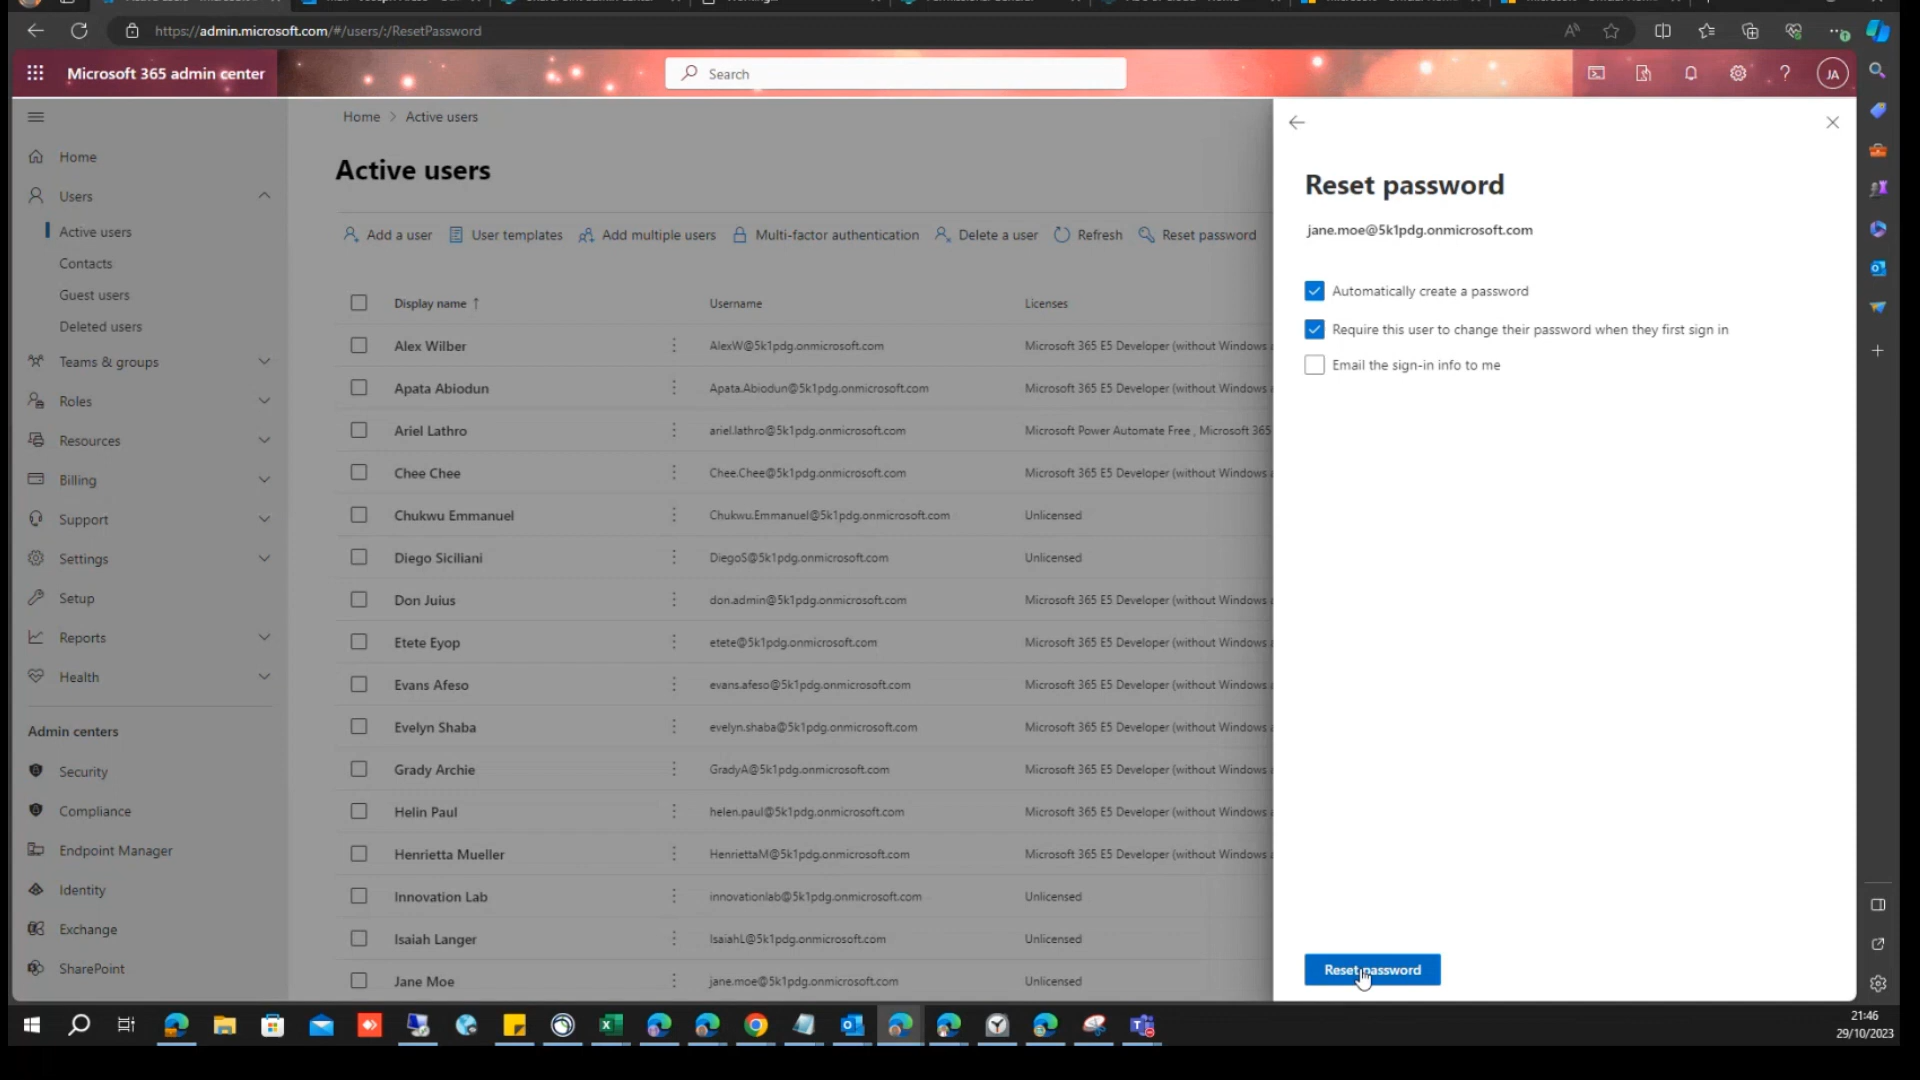 https://admin.microsoft.com/#/users/:/ResetPassword
Microsoft 365 admin center
Search
JA
Home
Users
Active users
Contacts
Guest users
Deleted users
Teams & groups
Roles
Resources
Billing
Support
Settings
Setup
Reports
Health
Admin centers
Security
Compliance
Endpoint Manager
Identity
Exchange
SharePoint
Home > Active users
Active users
Add a user User templates Add multiple users Multi-factor authentication Delete a user Refresh Reset password
Display name ↑ Username Licenses
Alex Wilber AlexW@5k1pdg.onmicrosoft.com Microsoft 365 E5 Developer (without Windows
Apata Abiodun Apata.Abiodun@5k1pdg.onmicrosoft.com Microsoft 365 E5 Developer (without Windows
Ariel Lathro ariel.lathro@5k1pdg.onmicrosoft.com Microsoft Power Automate Free , Microsoft 365
Chee Chee Chee.Chee@5k1pdg.onmicrosoft.com Microsoft 365 E5 Developer (without Windows
Chukwu Emmanuel Chukwu.Emmanuel@5k1pdg.onmicrosoft.com Unlicensed
Diego Siciliani DiegoS@5k1pdg.onmicrosoft.com Unlicensed
Don Juius don.admin@5k1pdg.onmicrosoft.com Microsoft 365 E5 Developer (without Windows
Etete Eyop etete@5k1pdg.onmicrosoft.com Microsoft 365 E5 Developer (without Windows
Evans Afeso evans.afeso@5k1pdg.onmicrosoft.com Microsoft 365 E5 Developer (without Windows
Evelyn Shaba evelyn.shaba@5k1pdg.onmicrosoft.com Microsoft 365 E5 Developer (without Windows
Grady Archie GradyA@5k1pdg.onmicrosoft.com Microsoft 365 E5 Developer (without Windows
Helin Paul helen.paul@5k1pdg.onmicrosoft.com Microsoft 365 E5 Developer (without Windows
Henrietta Mueller HenriettaM@5k1pdg.onmicrosoft.com Microsoft 365 E5 Developer (without Windows
Innovation Lab innovationlab@5k1pdg.onmicrosoft.com Unlicensed
Isaiah Langer IsaiahL@5k1pdg.onmicrosoft.com Unlicensed
Jane Moe jane.moe@5k1pdg.onmicrosoft.com Unlicensed
Reset password
jane.moe@5k1pdg.onmicrosoft.com
Automatically create a password
Require this user to change their password when they first sign in
Email the sign-in info to me
Reset password
21:46
29/10/2023